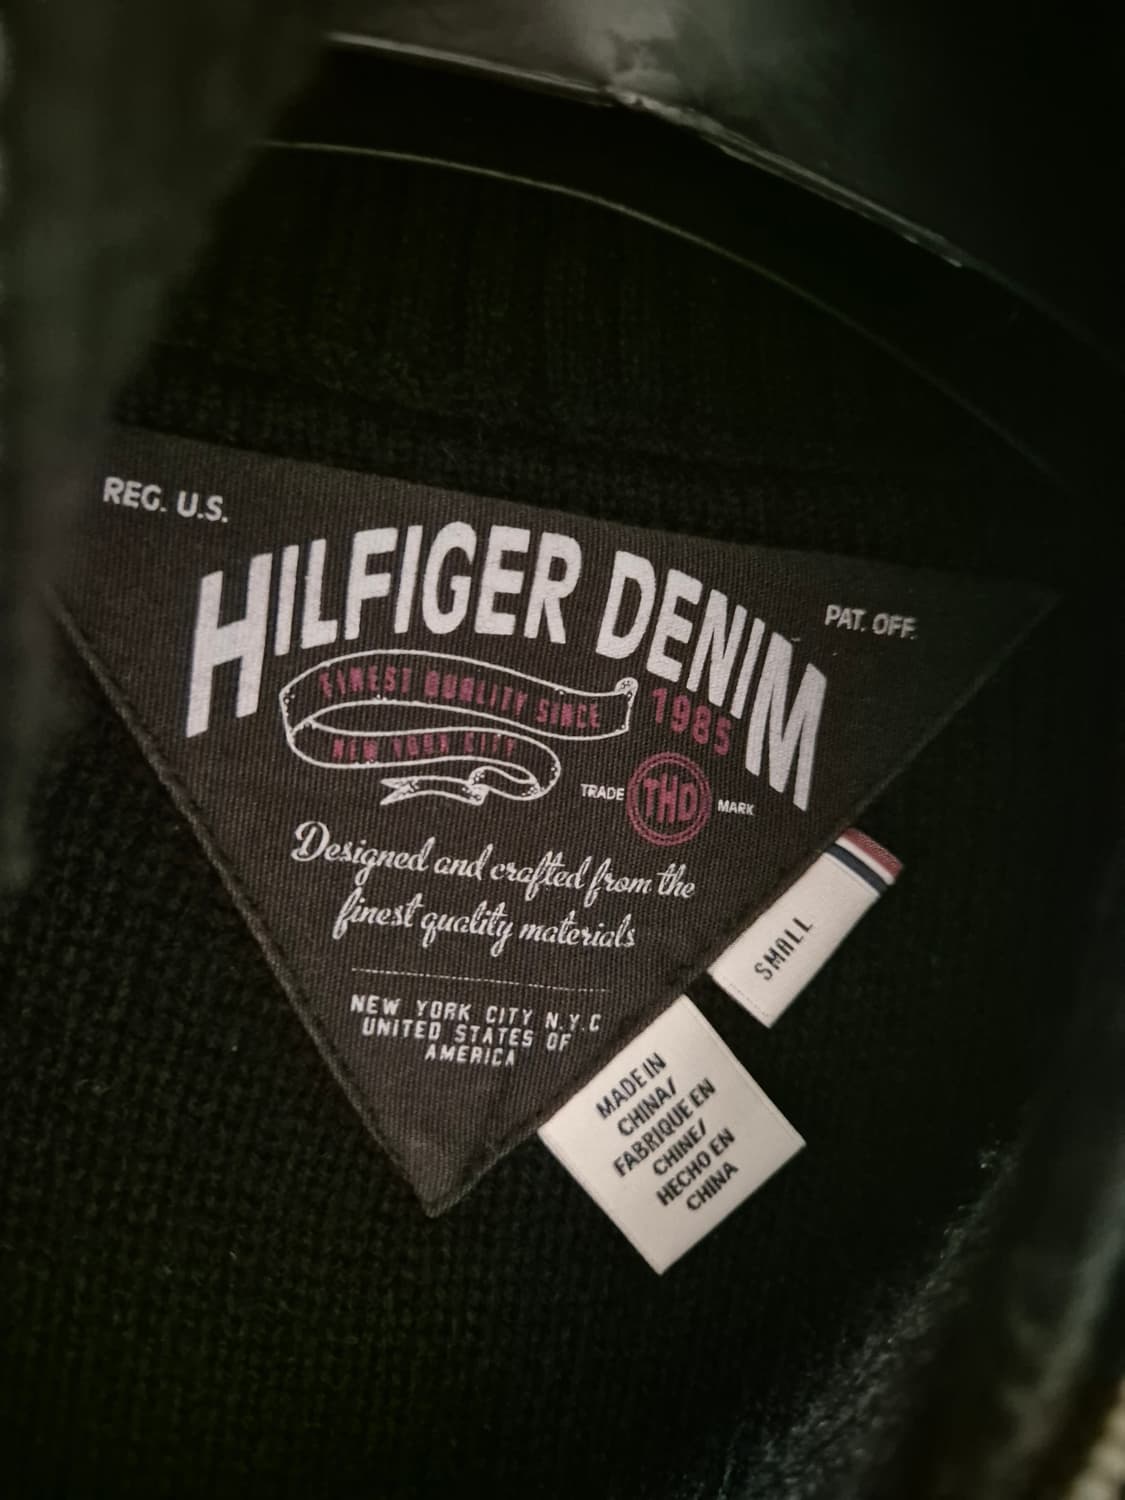 REG. U.S.
HILFIGER DENIM
PAT. OFF.
FINEST QUALITY SINCE 1985
NEW YORK CITY
TRADE THD MARK
Designed and crafted from the
finest quality materials
NEW YORK CITY N.Y.C
UNITED STATES OF
AMERICA
SMALL
MADE IN
CHINA/
FABRIQUE EN
CHINE/
HECHO EN
CHINA